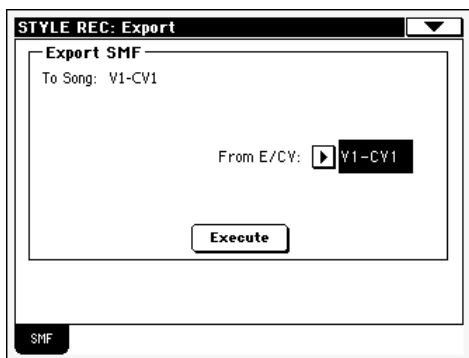 STYLE REC: Export
Export SMF
To Song: V1-CV1
From E/CV: V1-CV1
Execute
SMF